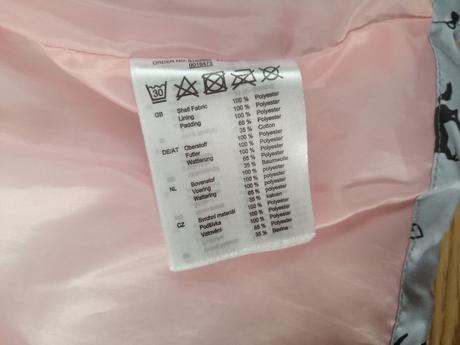 ORDER NO.:
9019473
30
GB Shell Fabric 100 % Polyester
Lining 100 % Polyester
Padding 65 % Polyester
35 % Cotton
DE/AT Oberstoff 100 % Polyester
Futter 100 % Polyester
Wattierung 65 % Polyester
35 % Baumwolle
NL Bovenstof 100 % polyester
Voering 100 % polyester
Wattering 65 % polyester
35 % katoen
CZ Svrchní materiál 100 % Polyester
Podšívka 100 % Polyester
Vatování 65 % Polyester
35 % Bavlna